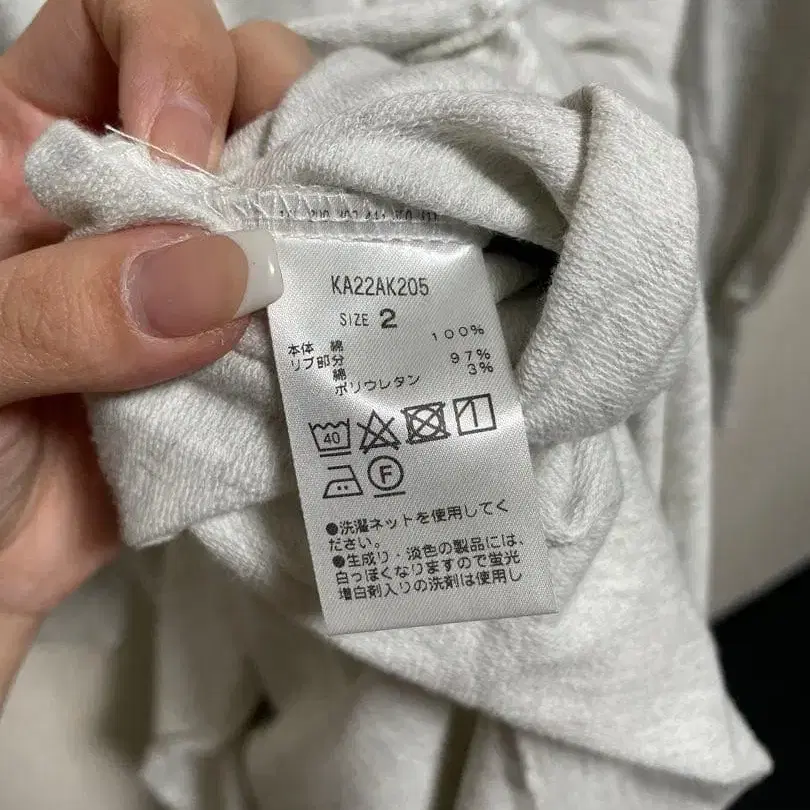 KA22AK205
SIZE 2
本体 綿 100%
リブ部分
綿 97%
ポリウレタン 3%
40
F
●洗濯ネットを使用してく
ださい。
●生成り・淡色の製品には、
白っぽくなりますので蛍光
増白剤入りの洗剤は使用し